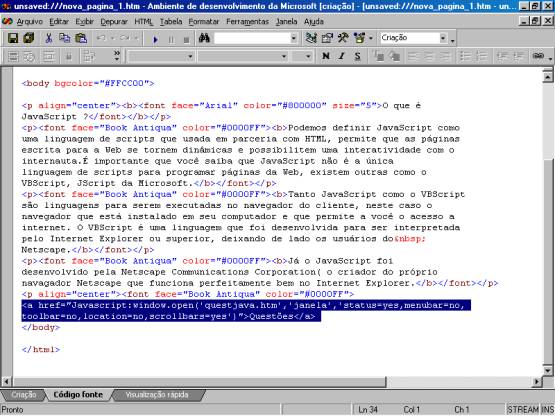 unsaved:///nova_pagina_1.htm - Ambiente de desenvolvimento da Microsoft [criação] - [unsaved:///nova_pagina_1.htm - un...
Arquivo Editar Exibir Depurar HTML Tabela Formatar Ferramentas Janela Ajuda
Criação
N I S
<body bgcolor="#FFCC00">
<p align="center"><b><font face="Arial" color="#800000" size="5">O que é
JavaScript ?</font></b></p>
<p><font face="Book Antiqua" color="#0000FF"><b>Podemos definir JavaScript como
uma linguagem de scripts que usada em parceria com HTML, permite que as páginas
escrita para a Web se tornem dinâmicas e possibilitem uma interatividade com o
internauta.É importante que você saiba que JavaScript não é a única
linguagem de scripts para programar páginas da Web, existem outras como o
VBScript, JScript da Microsoft.</b></font></p>
<p><font face="Book Antiqua" color="#0000FF"><b>Tanto JavaScript como o VBScript
são linguagens para serem executadas no navegador do cliente, neste caso o
navegador que está instalado em seu computador e que permite a você o acesso a
internet. O VBScript é uma linguagem que foi desenvolvida para ser interpretada
pelo Internet Explorer ou superior, deixando de lado os usuários do&nbsp;
Netscape.</b></font></p>
<p><font face="Book Antiqua" color="#0000FF"><b>Já o JavaScript foi
desenvolvido pela Netscape Communications Corporation( o criador do próprio
navagador Netscape que funciona perfeitamente bem no Internet Explorer.</b></font></p>
<p align="center"><font face="Book Antiqua" color="#0000FF">
<a href="Javascript:window.open('questjava.htm','janela','status=yes,menubar=no,
toolbar=no,location=no,scrollbars=yes')">Questões</a>
</body>
</html>
Criação Código fonte Visualização rápida
Pronto Ln 34 Col 1 Ch 1 STREAM INS